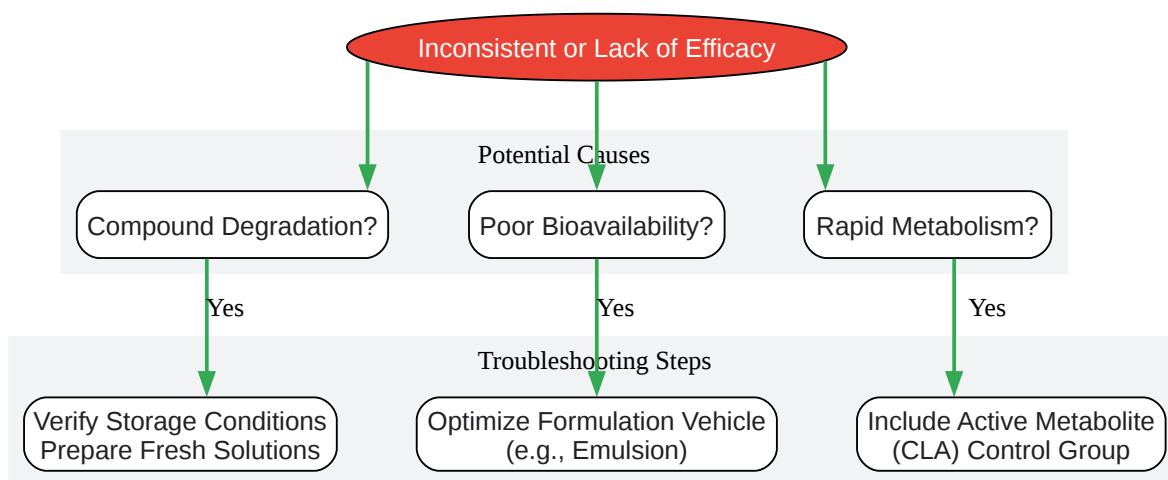 Inconsistent or Lack of Efficacy
Potential Causes
Compound Degradation?
Poor Bioavailability?
Rapid Metabolism?
Yes
Yes
Yes
Troubleshooting Steps
Verify Storage Conditions
Prepare Fresh Solutions
Optimize Formulation Vehicle
(e.g., Emulsion)
Include Active Metabolite
(CLA) Control Group